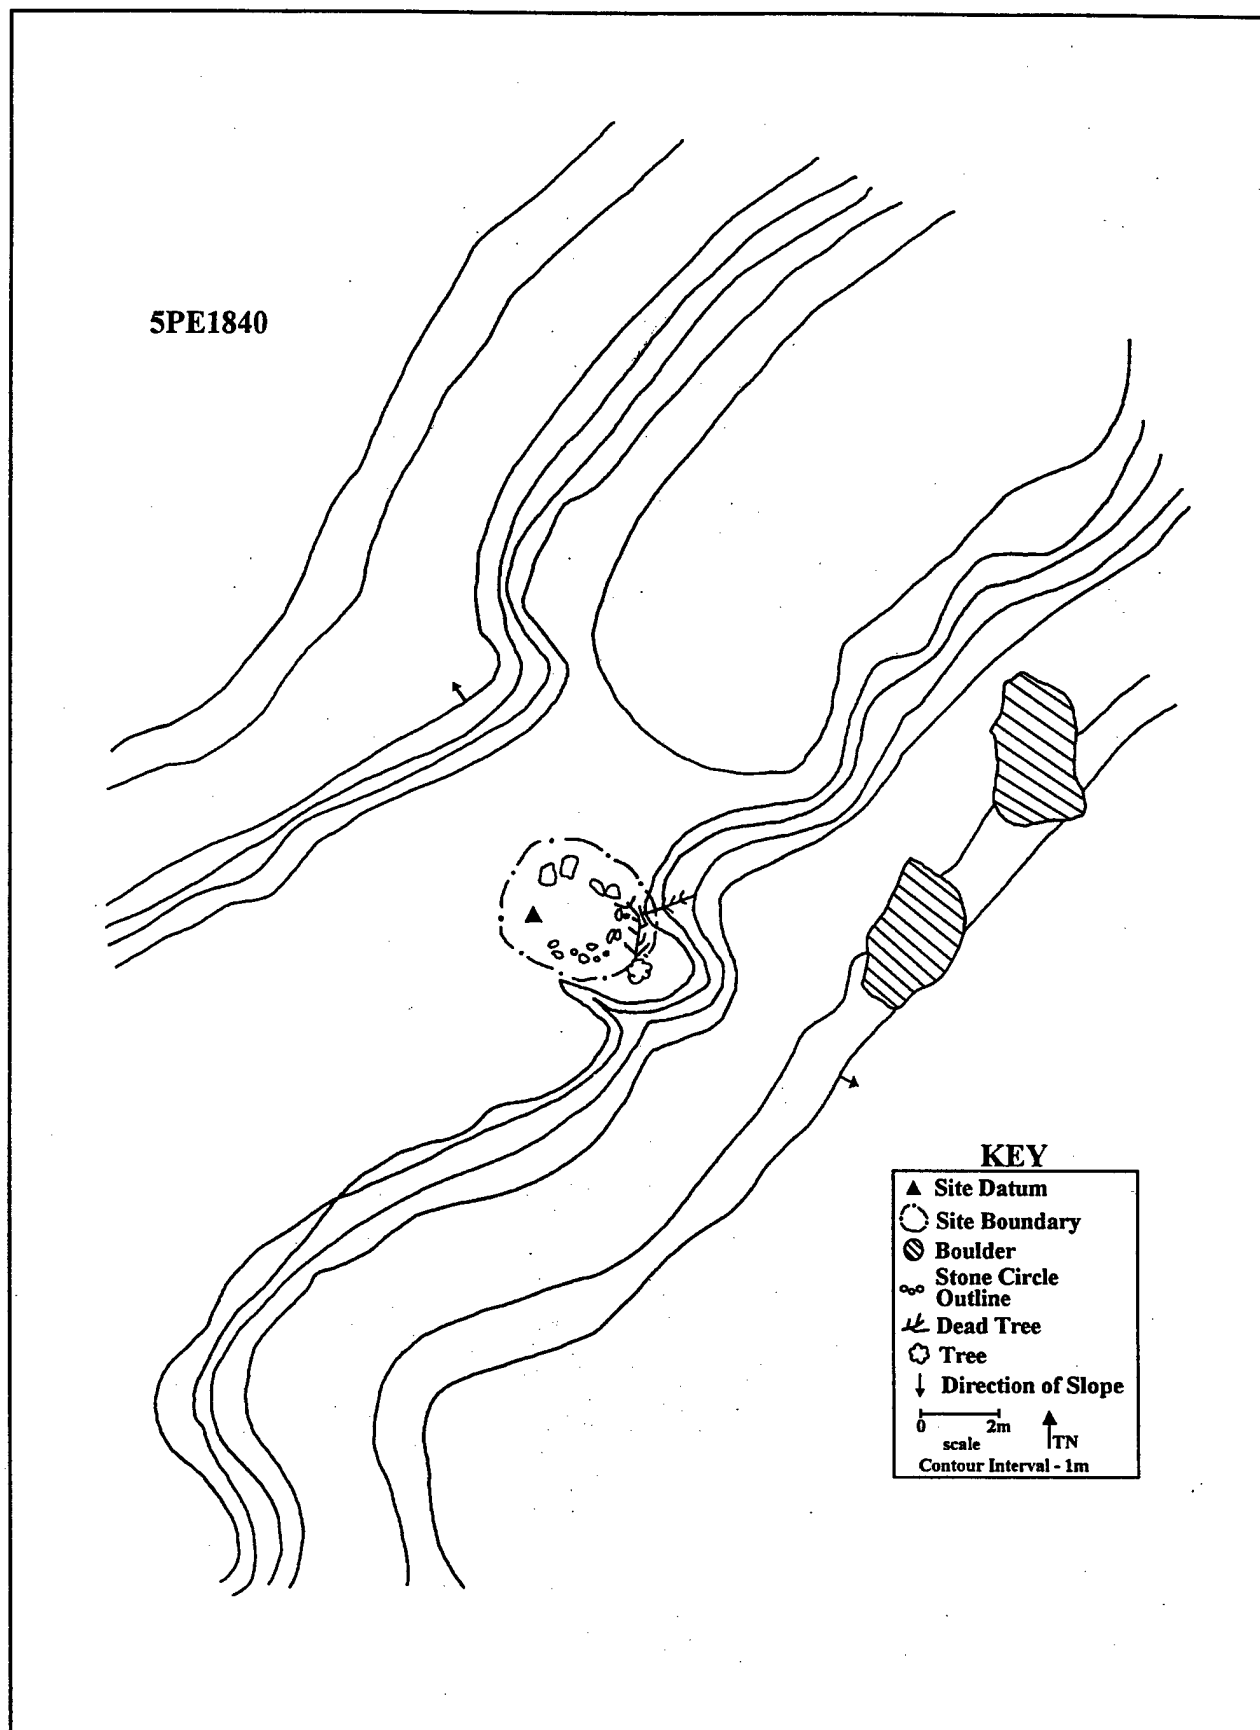 5PE1840
KEY
Site Datum
Site Boundary
Boulder
Stone Circle
Outline
Dead Tree
Tree
Direction of Slope
0 2m
scale
TN
Contour Interval - 1m